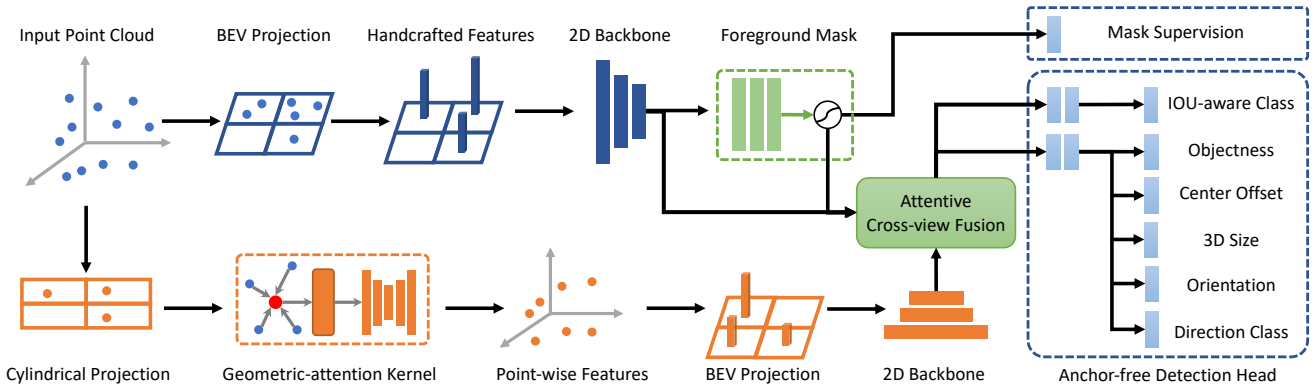 Input Point Cloud
BEV Projection
Handcrafted Features
2D Backbone
Foreground Mask
Mask Supervision
IOU-aware Class
Objectness
Center Offset
3D Size
Orientation
Direction Class
Attentive
Cross-view Fusion
Cylindrical Projection
Geometric-attention Kernel
Point-wise Features
BEV Projection
2D Backbone
Anchor-free Detection Head